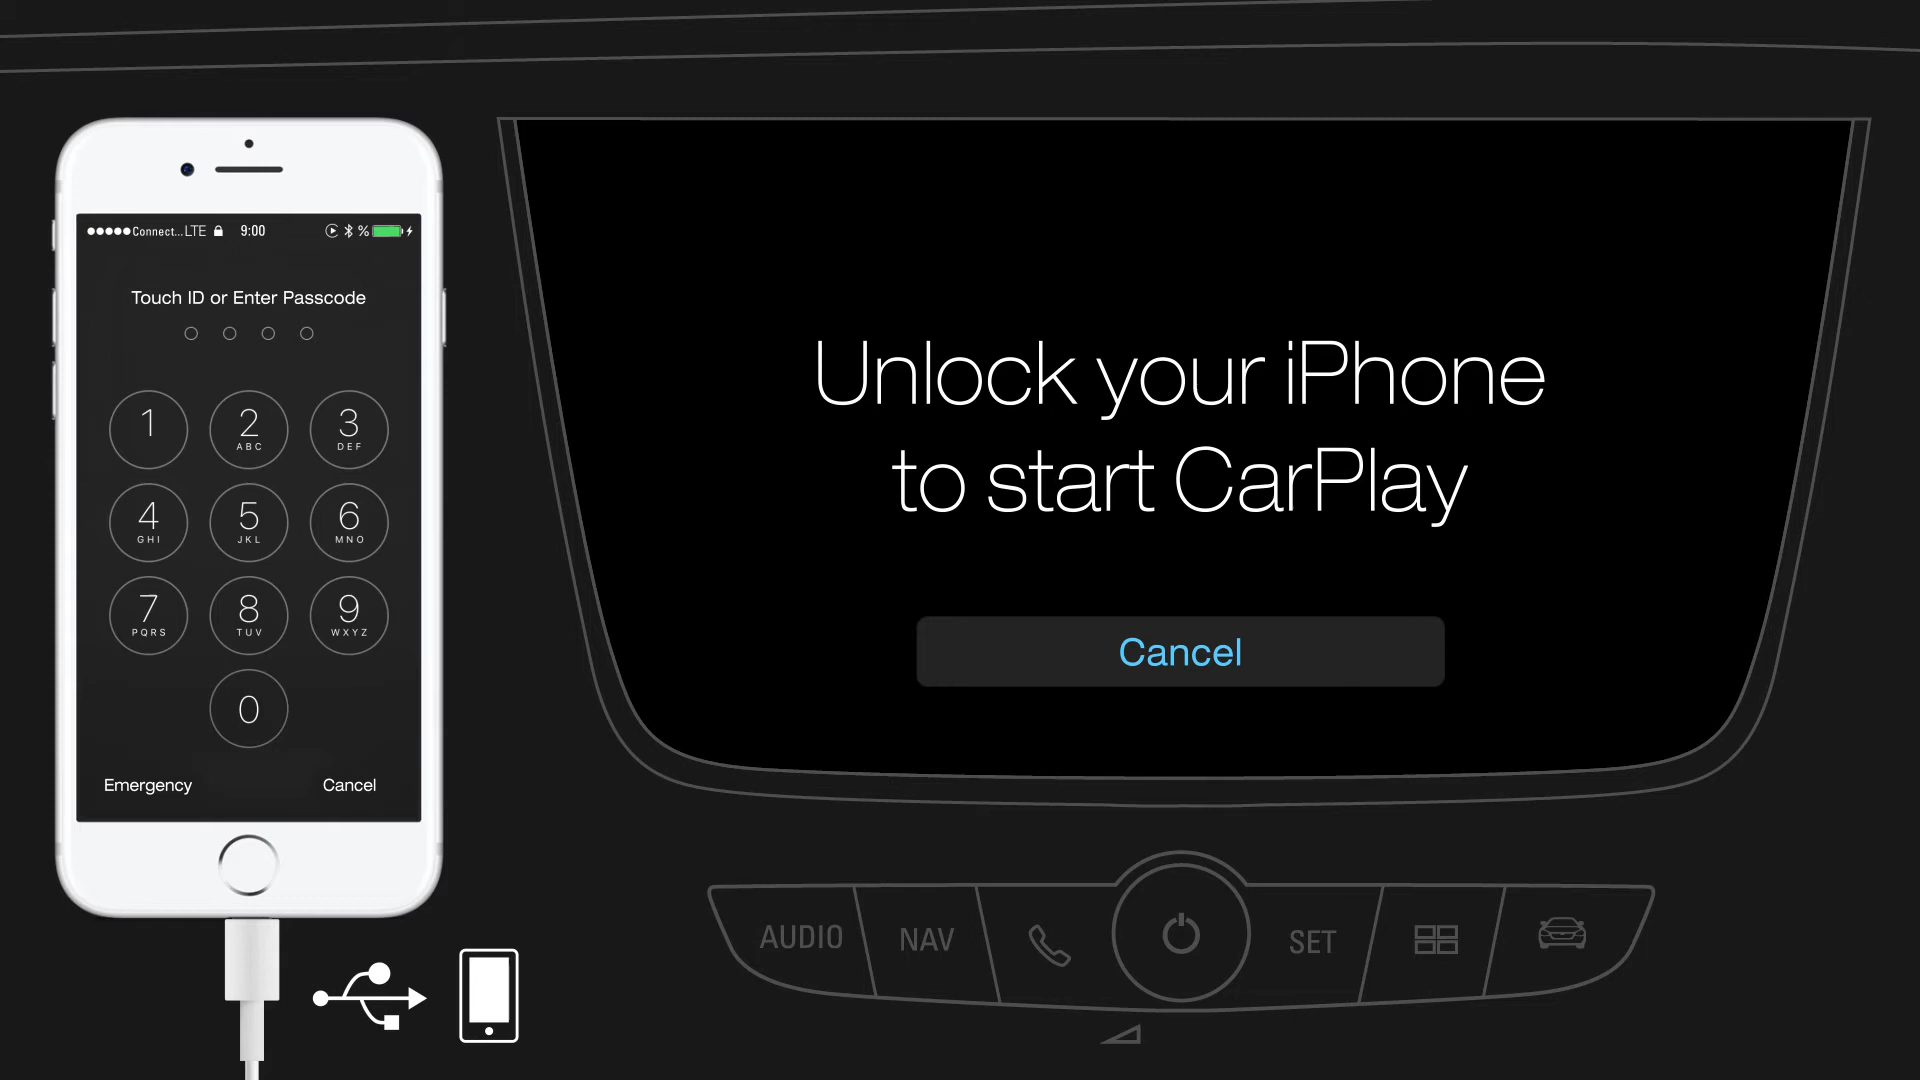 Connect... LTE 9:00 %
Touch ID or Enter Passcode
1 2 3
ABC DEF
4 5 6
GHI JKL MNO
7 8 9
PQRS TUV WXYZ
0
Emergency Cancel
Unlock your iPhone
to start CarPlay
Cancel
AUDIO NAV SET